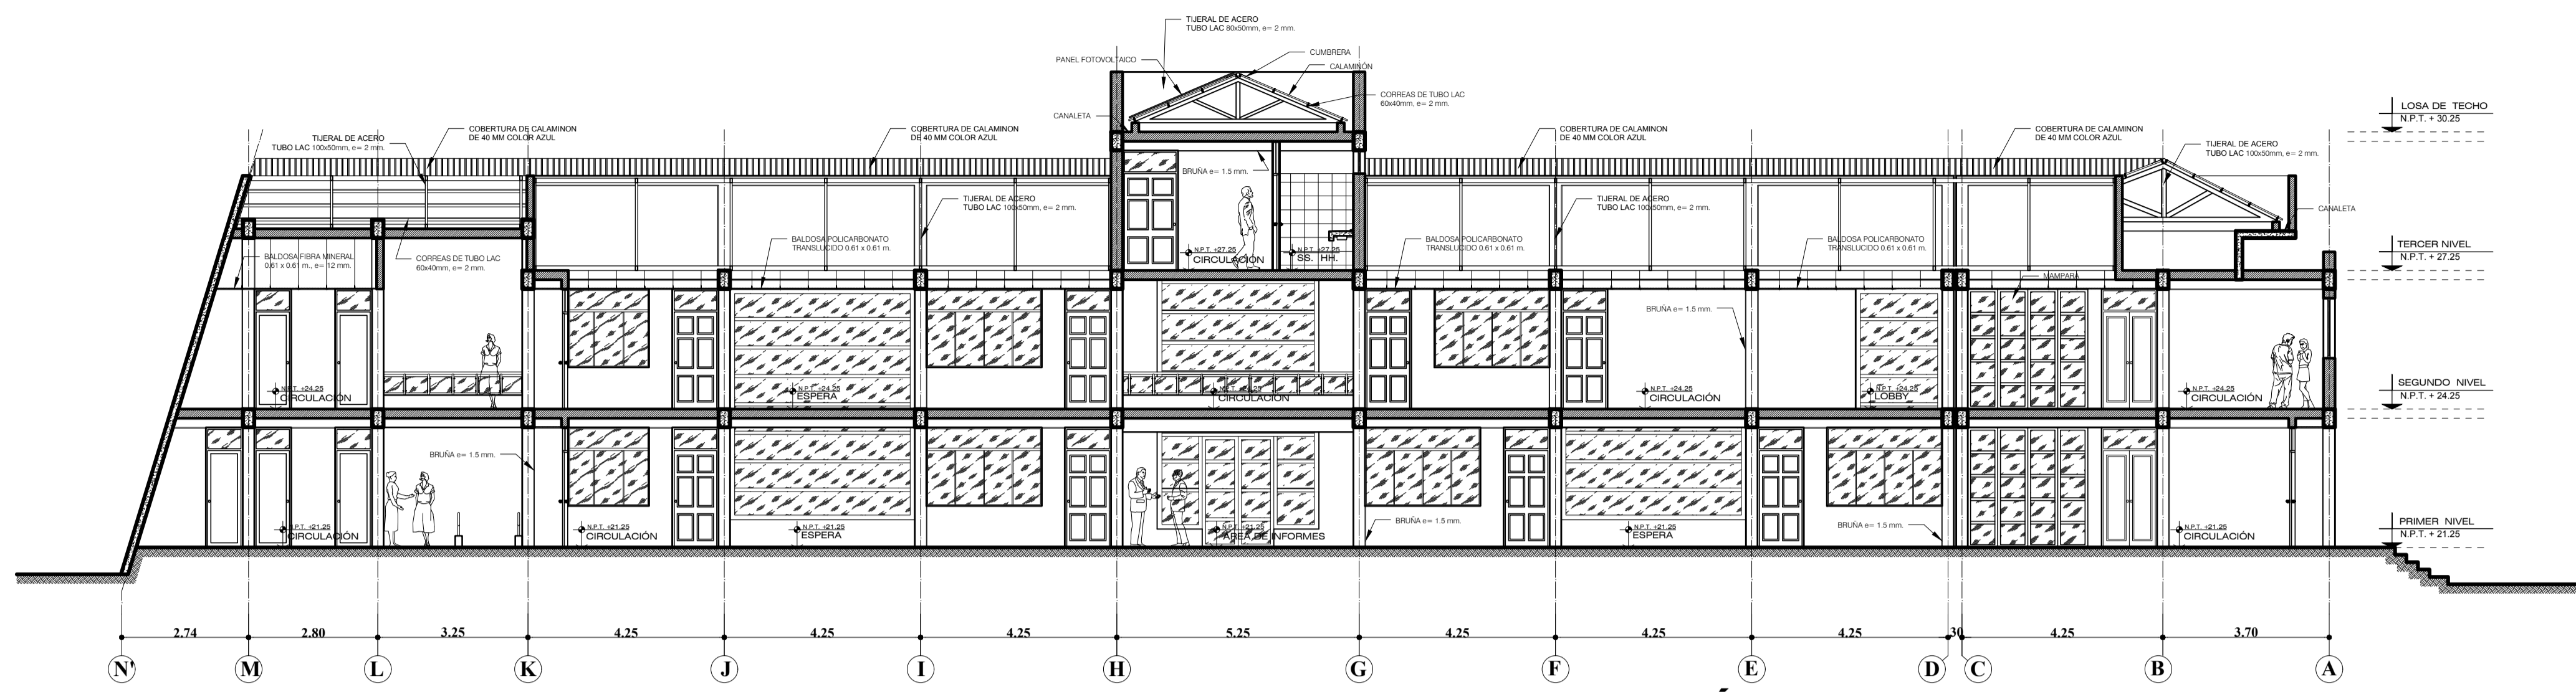 TIJERAL DE ACERO
TUBO LAC 80x50mm, e= 2 mm.
PANEL FOTOVOLTAICO
CUMBRERA
CALAMINÓN
CORREAS DE TUBO LAC
60x40mm, e= 2 mm.
CANALETA
LOSA DE TECHO
N.P.T. + 30.25
TIJERAL DE ACERO
TUBO LAC 100x50mm, e= 2 mm.
COBERTURA DE CALAMINON
DE 40 MM COLOR AZUL
COBERTURA DE CALAMINON
DE 40 MM COLOR AZUL
COBERTURA DE CALAMINON
DE 40 MM COLOR AZUL
COBERTURA DE CALAMINON
DE 40 MM COLOR AZUL
TIJERAL DE ACERO
TUBO LAC 100x50mm, e= 2 mm.
BRUÑA e= 1.5 mm.
TIJERAL DE ACERO
TUBO LAC 100x50mm, e= 2 mm.
TIJERAL DE ACERO
TUBO LAC 100x50mm, e= 2 mm.
CANALETA
BALDOSA FIBRA MINERAL
0.61 x 0.61 m., e= 12 mm.
CORREAS DE TUBO LAC
60x40mm, e= 2 mm.
BALDOSA POLICARBONATO
TRANSLUCIDO 0.61 x 0.61 m.
N.P.T. +27.25
CIRCULACIÓN
N.P.T. +27.25
SS. HH.
BALDOSA POLICARBONATO
TRANSLUCIDO 0.61 x 0.61 m.
BALDOSA POLICARBONATO
TRANSLUCIDO 0.61 x 0.61 m.
TERCER NIVEL
N.P.T. + 27.25
MAMPARA
BRUÑA e= 1.5 mm.
N.P.T. +24.25
CIRCULACIÓN
N.P.T. +24.25
ESPERA
N.P.T. +24.25
CIRCULACIÓN
N.P.T. +24.25
CIRCULACIÓN
N.P.T. +24.25
LOBBY
N.P.T. +24.25
CIRCULACIÓN
SEGUNDO NIVEL
N.P.T. + 24.25
BRUÑA e= 1.5 mm.
BRUÑA e= 1.5 mm.
BRUÑA e= 1.5 mm.
N.P.T. +21.25
CIRCULACIÓN
N.P.T. +21.25
CIRCULACIÓN
N.P.T. +21.25
ESPERA
N.P.T. +21.25
ÁREA DE INFORMES
N.P.T. +21.25
ESPERA
N.P.T. +21.25
CIRCULACIÓN
PRIMER NIVEL
N.P.T. + 21.25
2.74 2.80 3.25 4.25 4.25 4.25 5.25 4.25 4.25 4.25 30 4.25 3.70
N' M L K J I H G F E D C B A